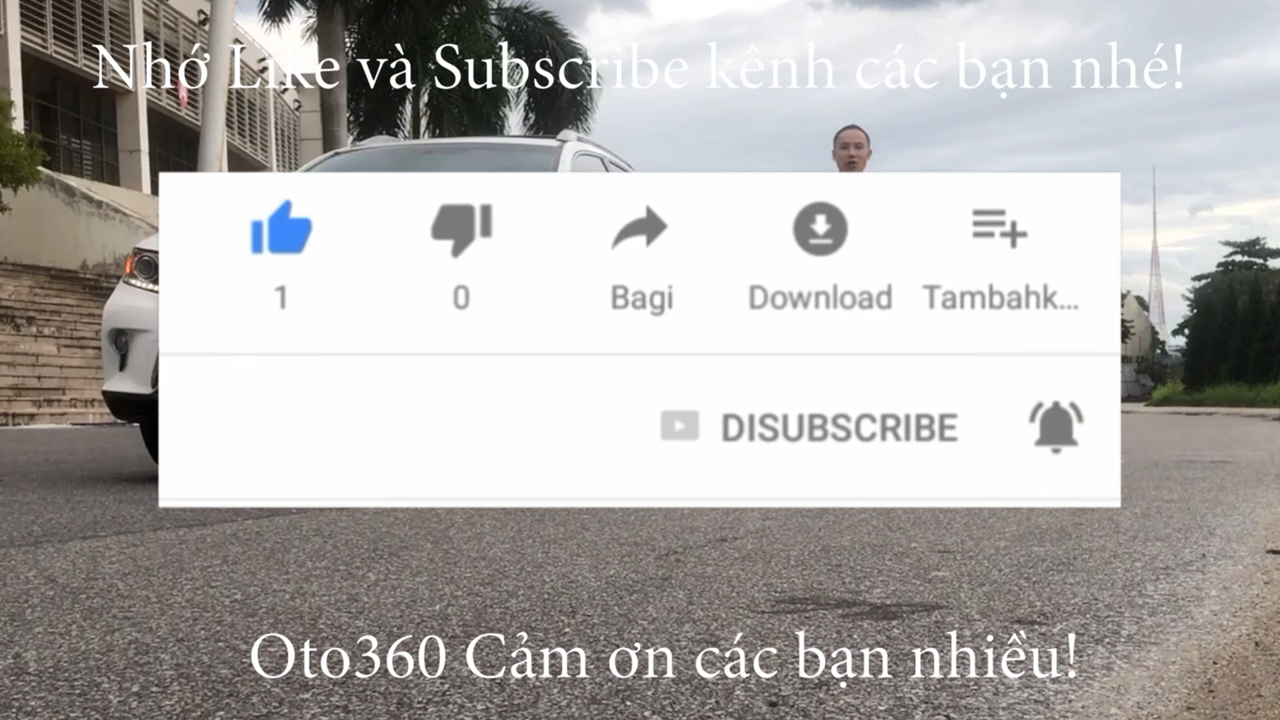 Nhớ Like và Subscribe kênh các bạn nhé!
1 0 Bagi Download Tambahk...
DISUBSCRIBE
Oto360 Cảm ơn các bạn nhiều!